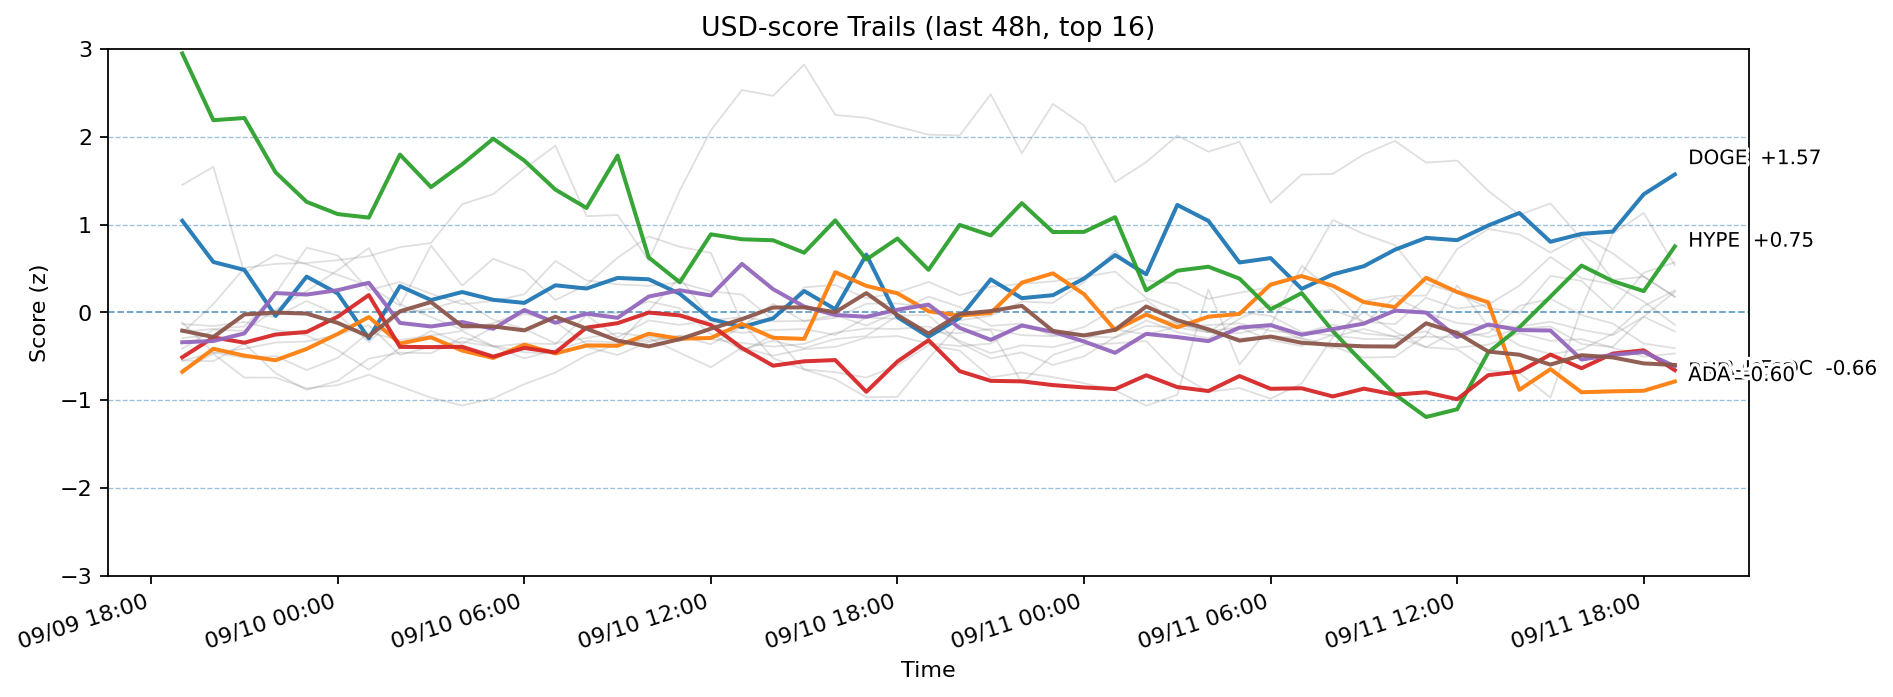 USD-score Trails (last 48h, top 16)
Score (z)
3
2
1
0
−1
−2
−3
DOGE +1.57
HYPE +0.75
C -0.66
ADA -0.60
09/09 18:00
09/10 00:00
09/10 06:00
09/10 12:00
09/10 18:00
09/11 00:00
09/11 06:00
09/11 12:00
09/11 18:00
Time